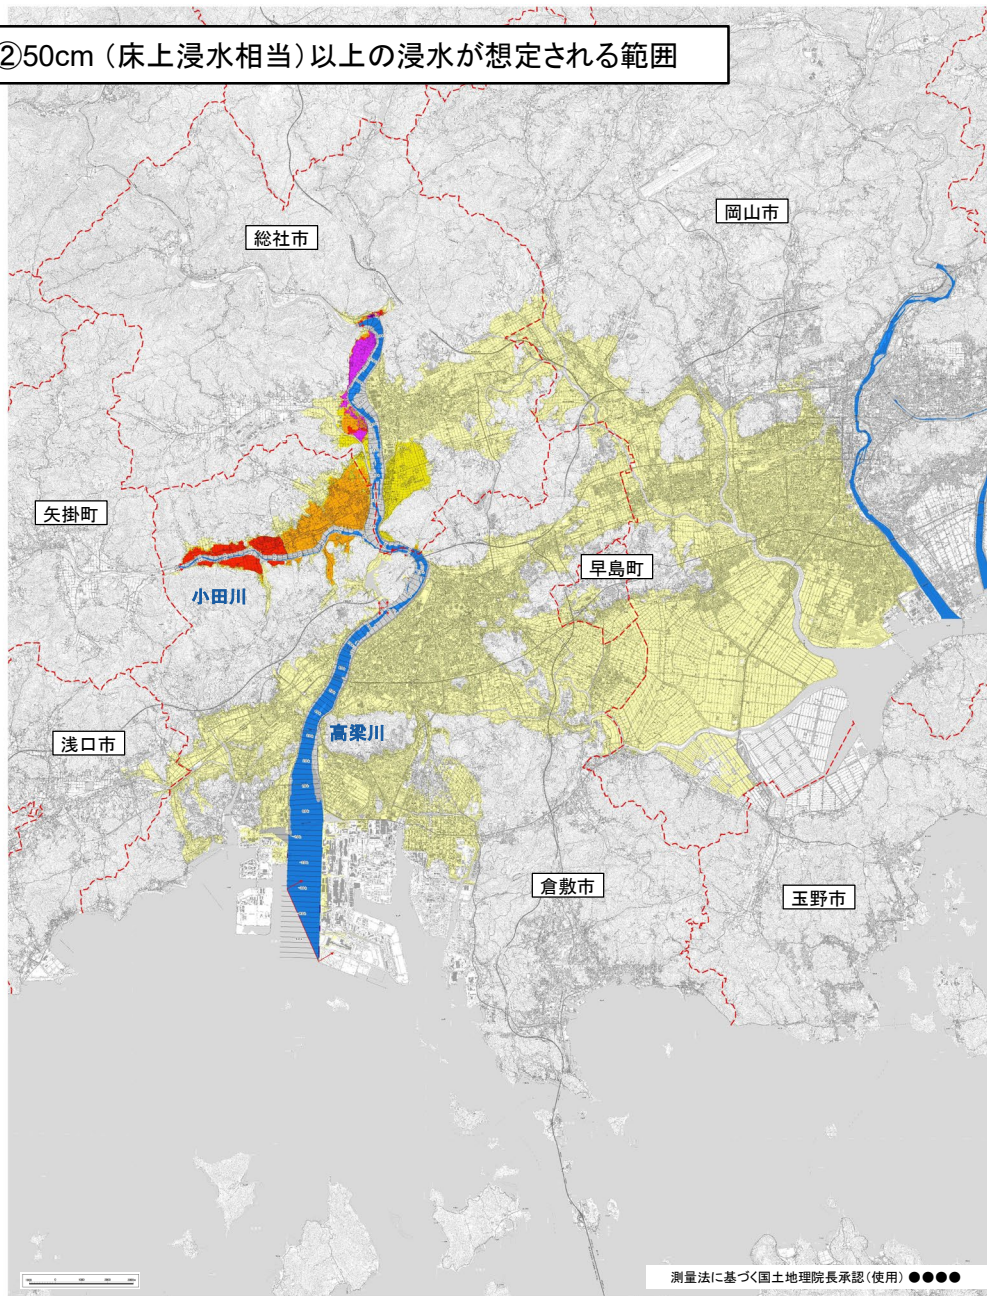 ②50cm（床上浸水相当）以上の浸水が想定される範囲
岡山市
総社市
矢掛町
早島町
小田川
高梁川
浅口市
倉敷市
玉野市
測量法に基づく国土地理院長承認（使用）●●●●